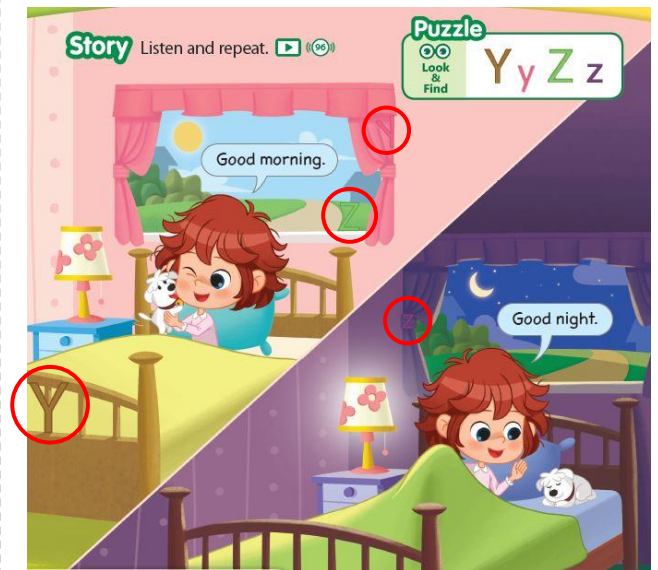 Story Listen and repeat. 96
Puzzle
Look
&
Find
Y y Z z
Good morning.
y
Z
z
Good night.
Y